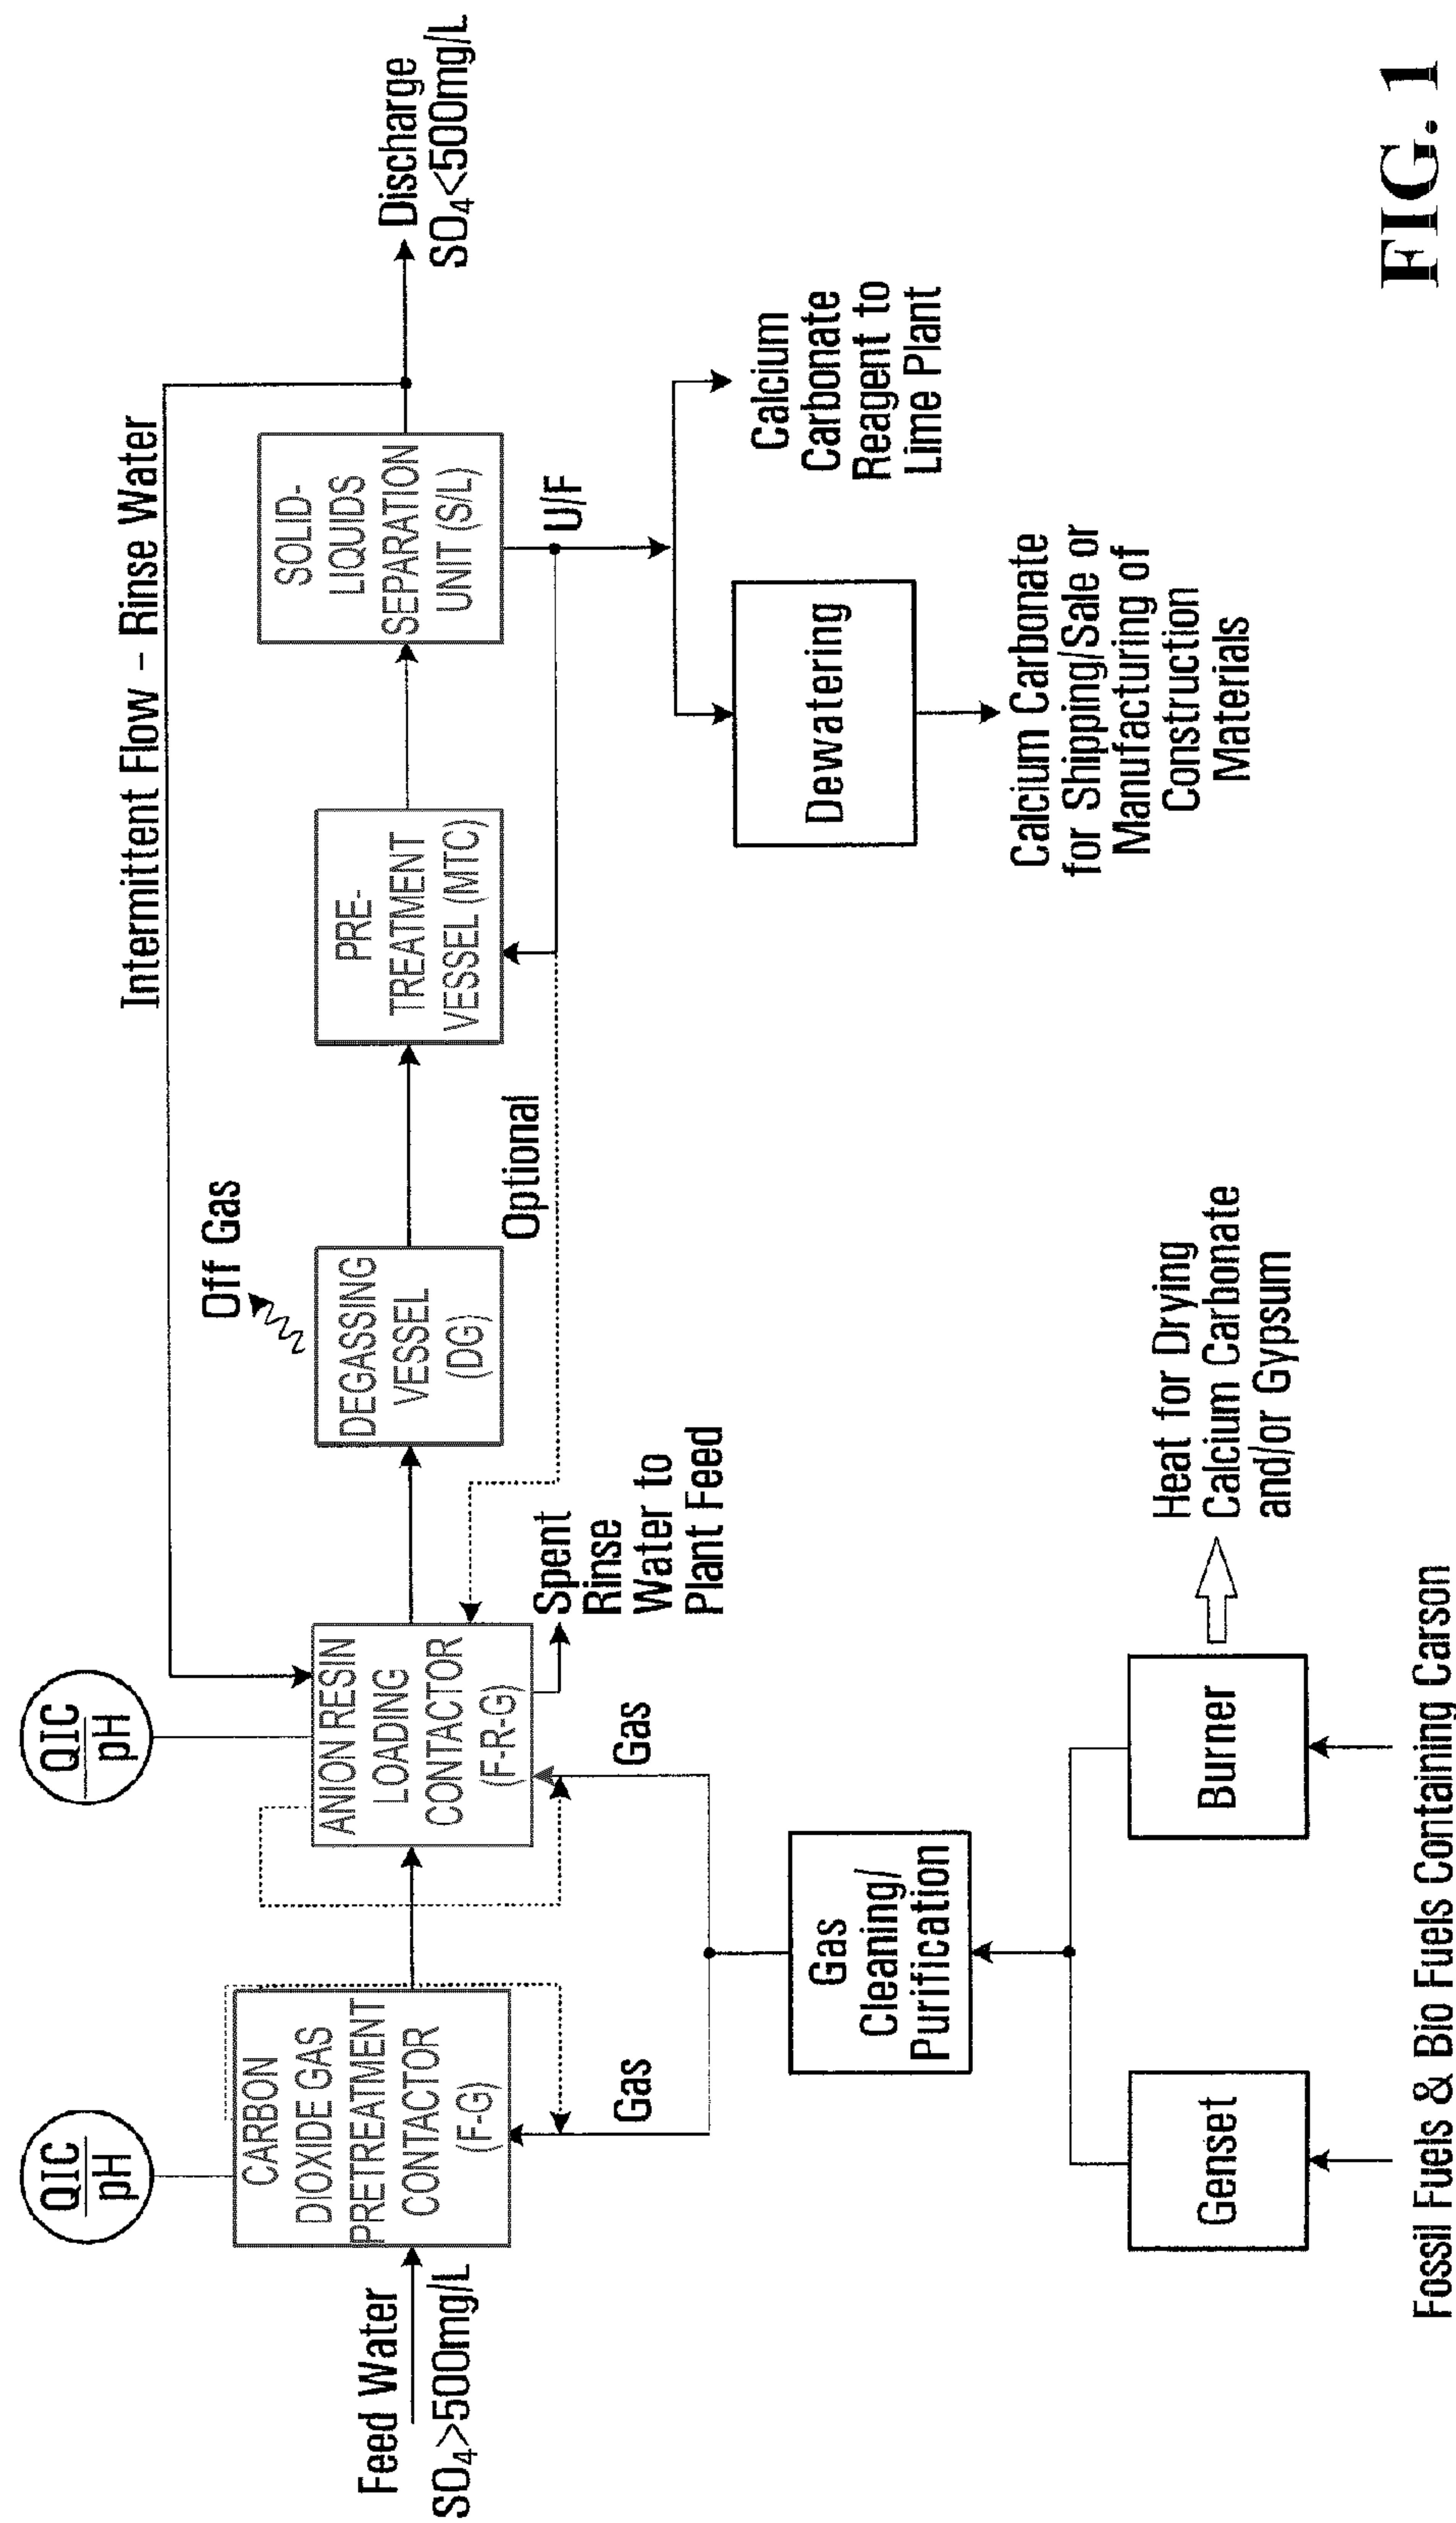 Intermittent Flow - Rinse Water
QIC
pH
QIC
pH
Off Gas
Feed Water
SO4>500mg/L
CARBON
DIOXIDE GAS
PRETREATMENT
CONTACTOR
(F-G)
ANION RESIN
LOADING
CONTACTOR
(F-R-G)
DEGASSING
VESSEL
(DG)
PRE-
TREATMENT
VESSEL (MTC)
SOLID-
LIQUIDS
SEPARATION
UNIT (S/L)
Discharge
SO4<500mg/L
Optional
U/F
Gas
Gas
Spent
Rinse
Water to
Plant Feed
Gas
Cleaning/
Purification
Dewatering
Calcium
Carbonate
Reagent to
Lime Plant
Calcium Carbonate
for Shipping/Sale or
Manufacturing of
Construction
Materials
Genset
Burner
Heat for Drying
Calcium Carbonate
and/or Gypsum
Fossil Fuels & Bio Fuels Containing Carson
FIG. 1